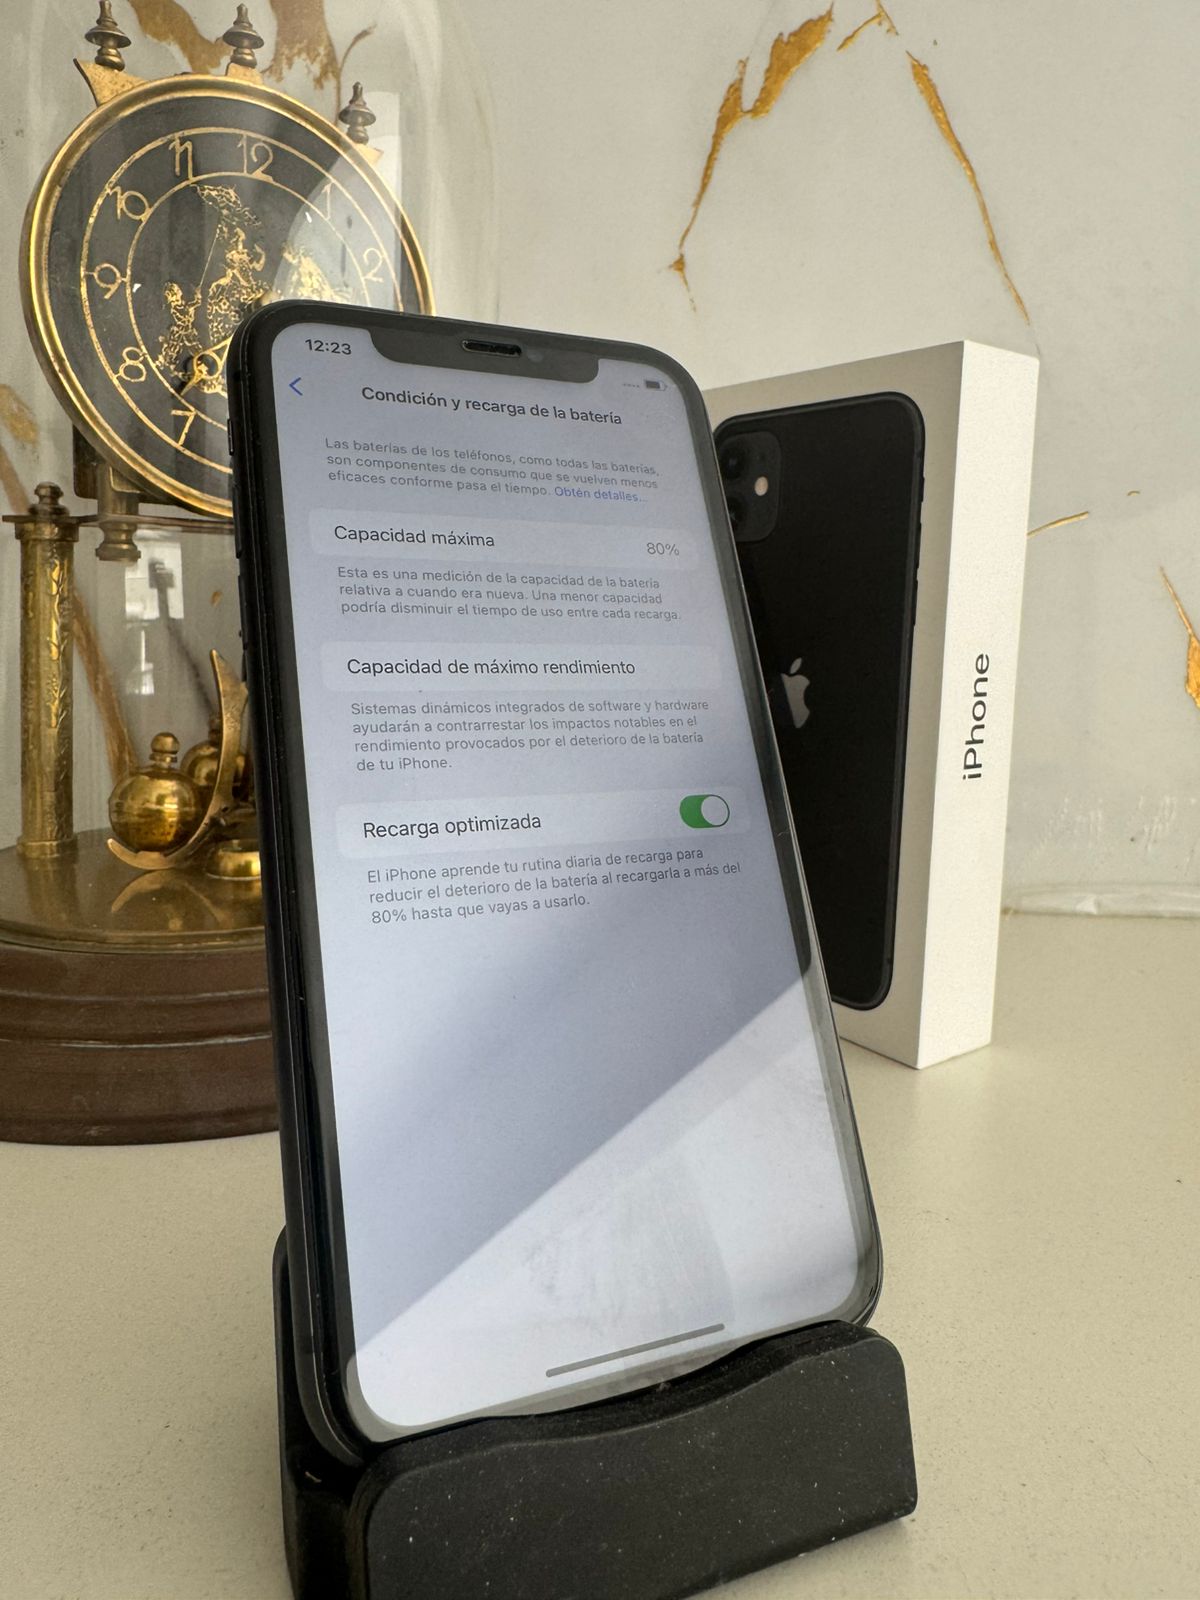 11 12 1
10 2
9
8
7
12:23
Condición y recarga de la batería
Las baterías de los teléfonos, como todas las baterías,
son componentes de consumo que se vuelven menos
eficaces conforme pasa el tiempo. Obtén detalles...
Capacidad máxima 80%
Esta es una medición de la capacidad de la batería
relativa a cuando era nueva. Una menor capacidad
podría disminuir el tiempo de uso entre cada recarga.
Capacidad de máximo rendimiento
Sistemas dinámicos integrados de software y hardware
ayudarán a contrarrestar los impactos notables en el
rendimiento provocados por el deterioro de la batería
de tu iPhone.
Recarga optimizada
El iPhone aprende tu rutina diaria de recarga para
reducir el deterioro de la batería al recargarla a más del
80% hasta que vayas a usarlo.
iPhone